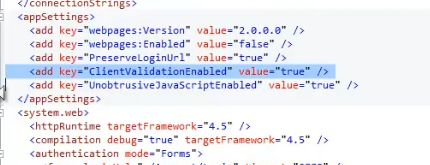 </connectionStrings>
<appSettings>
<add key="webpages:Version" value="2.0.0.0" />
<add key="webpages:Enabled" value="false" />
<add key="PreserveLoginUrl" value="true" />
<add key="ClientValidationEnabled" value="true" />
<add key="UnobtrusiveJavaScriptEnabled" value="true" />
</appSettings>
<system.web>
<httpRuntime targetFramework="4.5" />
<compilation debug="true" targetFramework="4.5" />
<authentication mode="Forms">